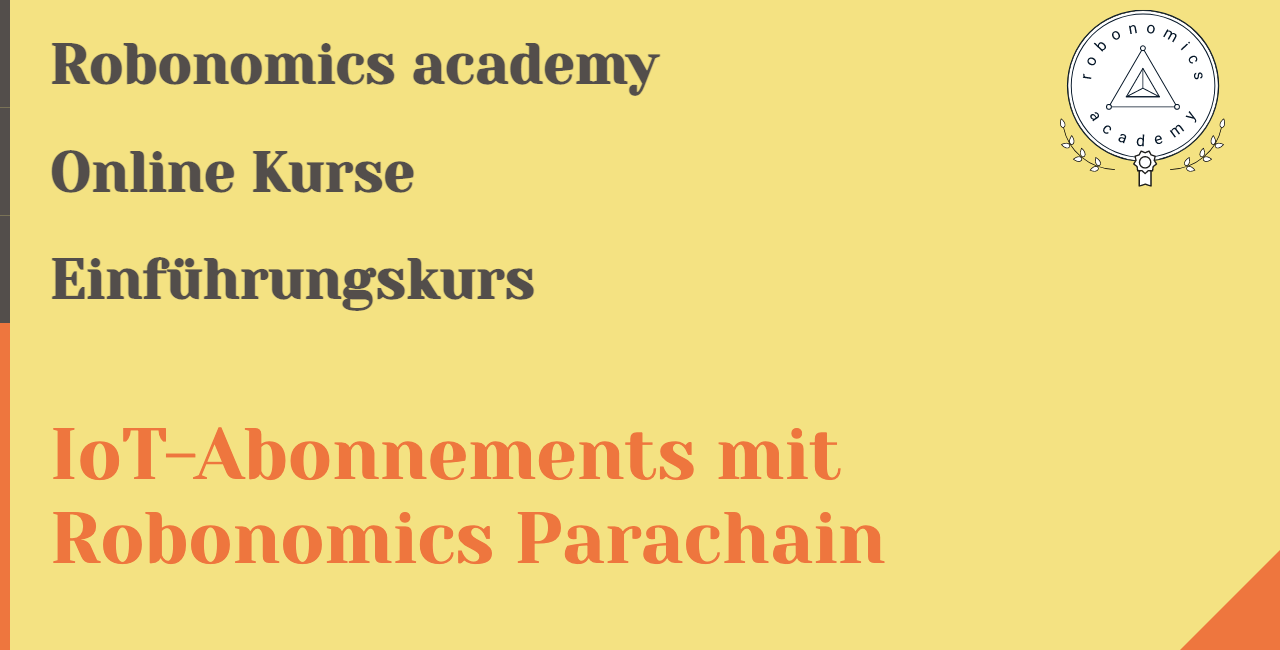 Robonomics academy
Online Kurse
Einführungskurs
IoT-Abonnements mit
Robonomics Parachain
robonomics
academy